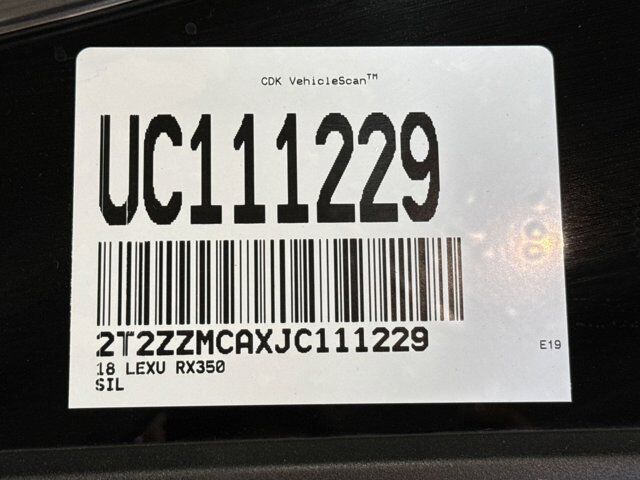 CDK VehicleScan™
UC111229
2T2ZZMCAXJC111229
18 LEXU RX350
SIL
E19